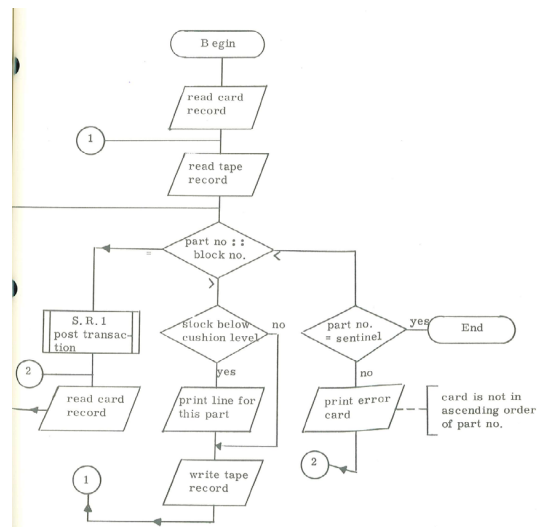 Begin
read card
record
1
read tape
record
part no ::
block no.
=
<
>
S.R.1
post transac-
tion
stock below
cushion level
no
part no.
= sentinel
yes
End
2
yes
no
read card
record
print line for
this part
print error
card
card is not in
ascending order
of part no.
write tape
record
2
1